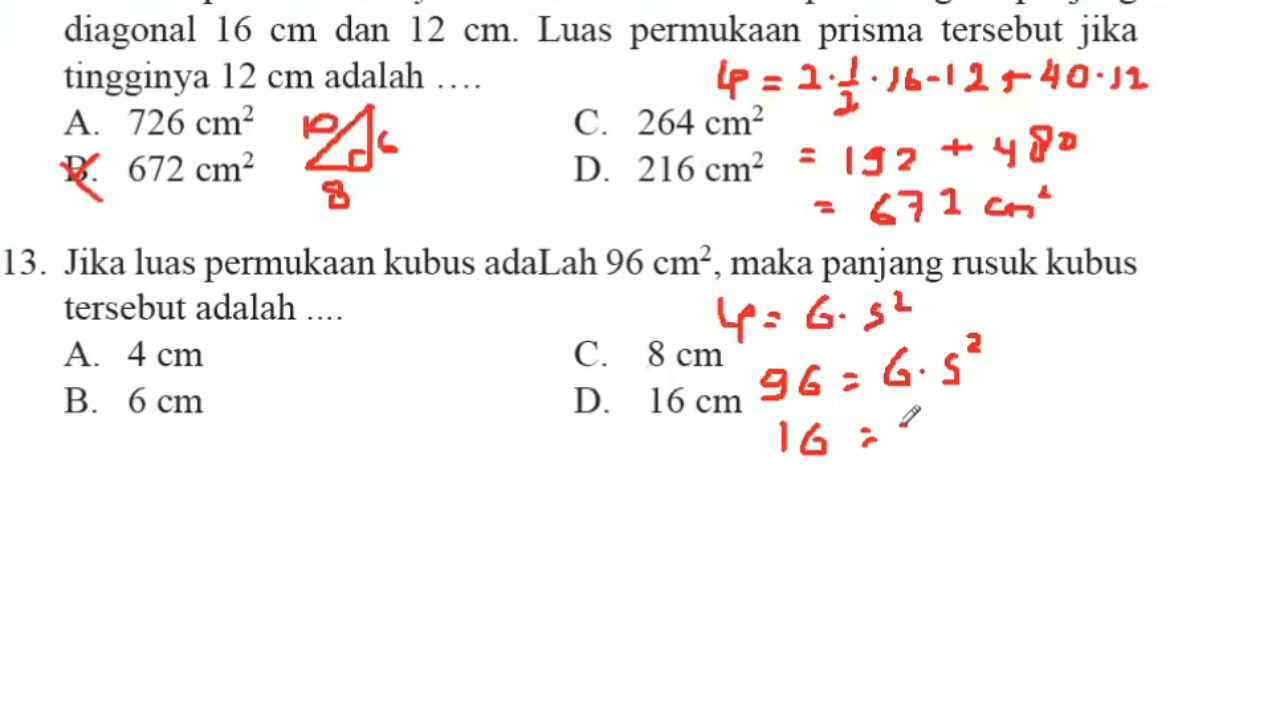 diagonal 16 cm dan 12 cm. Luas permukaan prisma tersebut jika
tingginya 12 cm adalah ….
Lp = 2 · 1/2 · 16 - 12 + 40 · 12
A. 726 cm²
C. 264 cm²
10 6
= 192 + 480
B. 672 cm²
D. 216 cm²
8
= 672 cm²
13. Jika luas permukaan kubus adaLah 96 cm², maka panjang rusuk kubus
tersebut adalah ....
Lp = 6 · s²
A. 4 cm
C. 8 cm
96 = 6 · s²
B. 6 cm
D. 16 cm
16 =